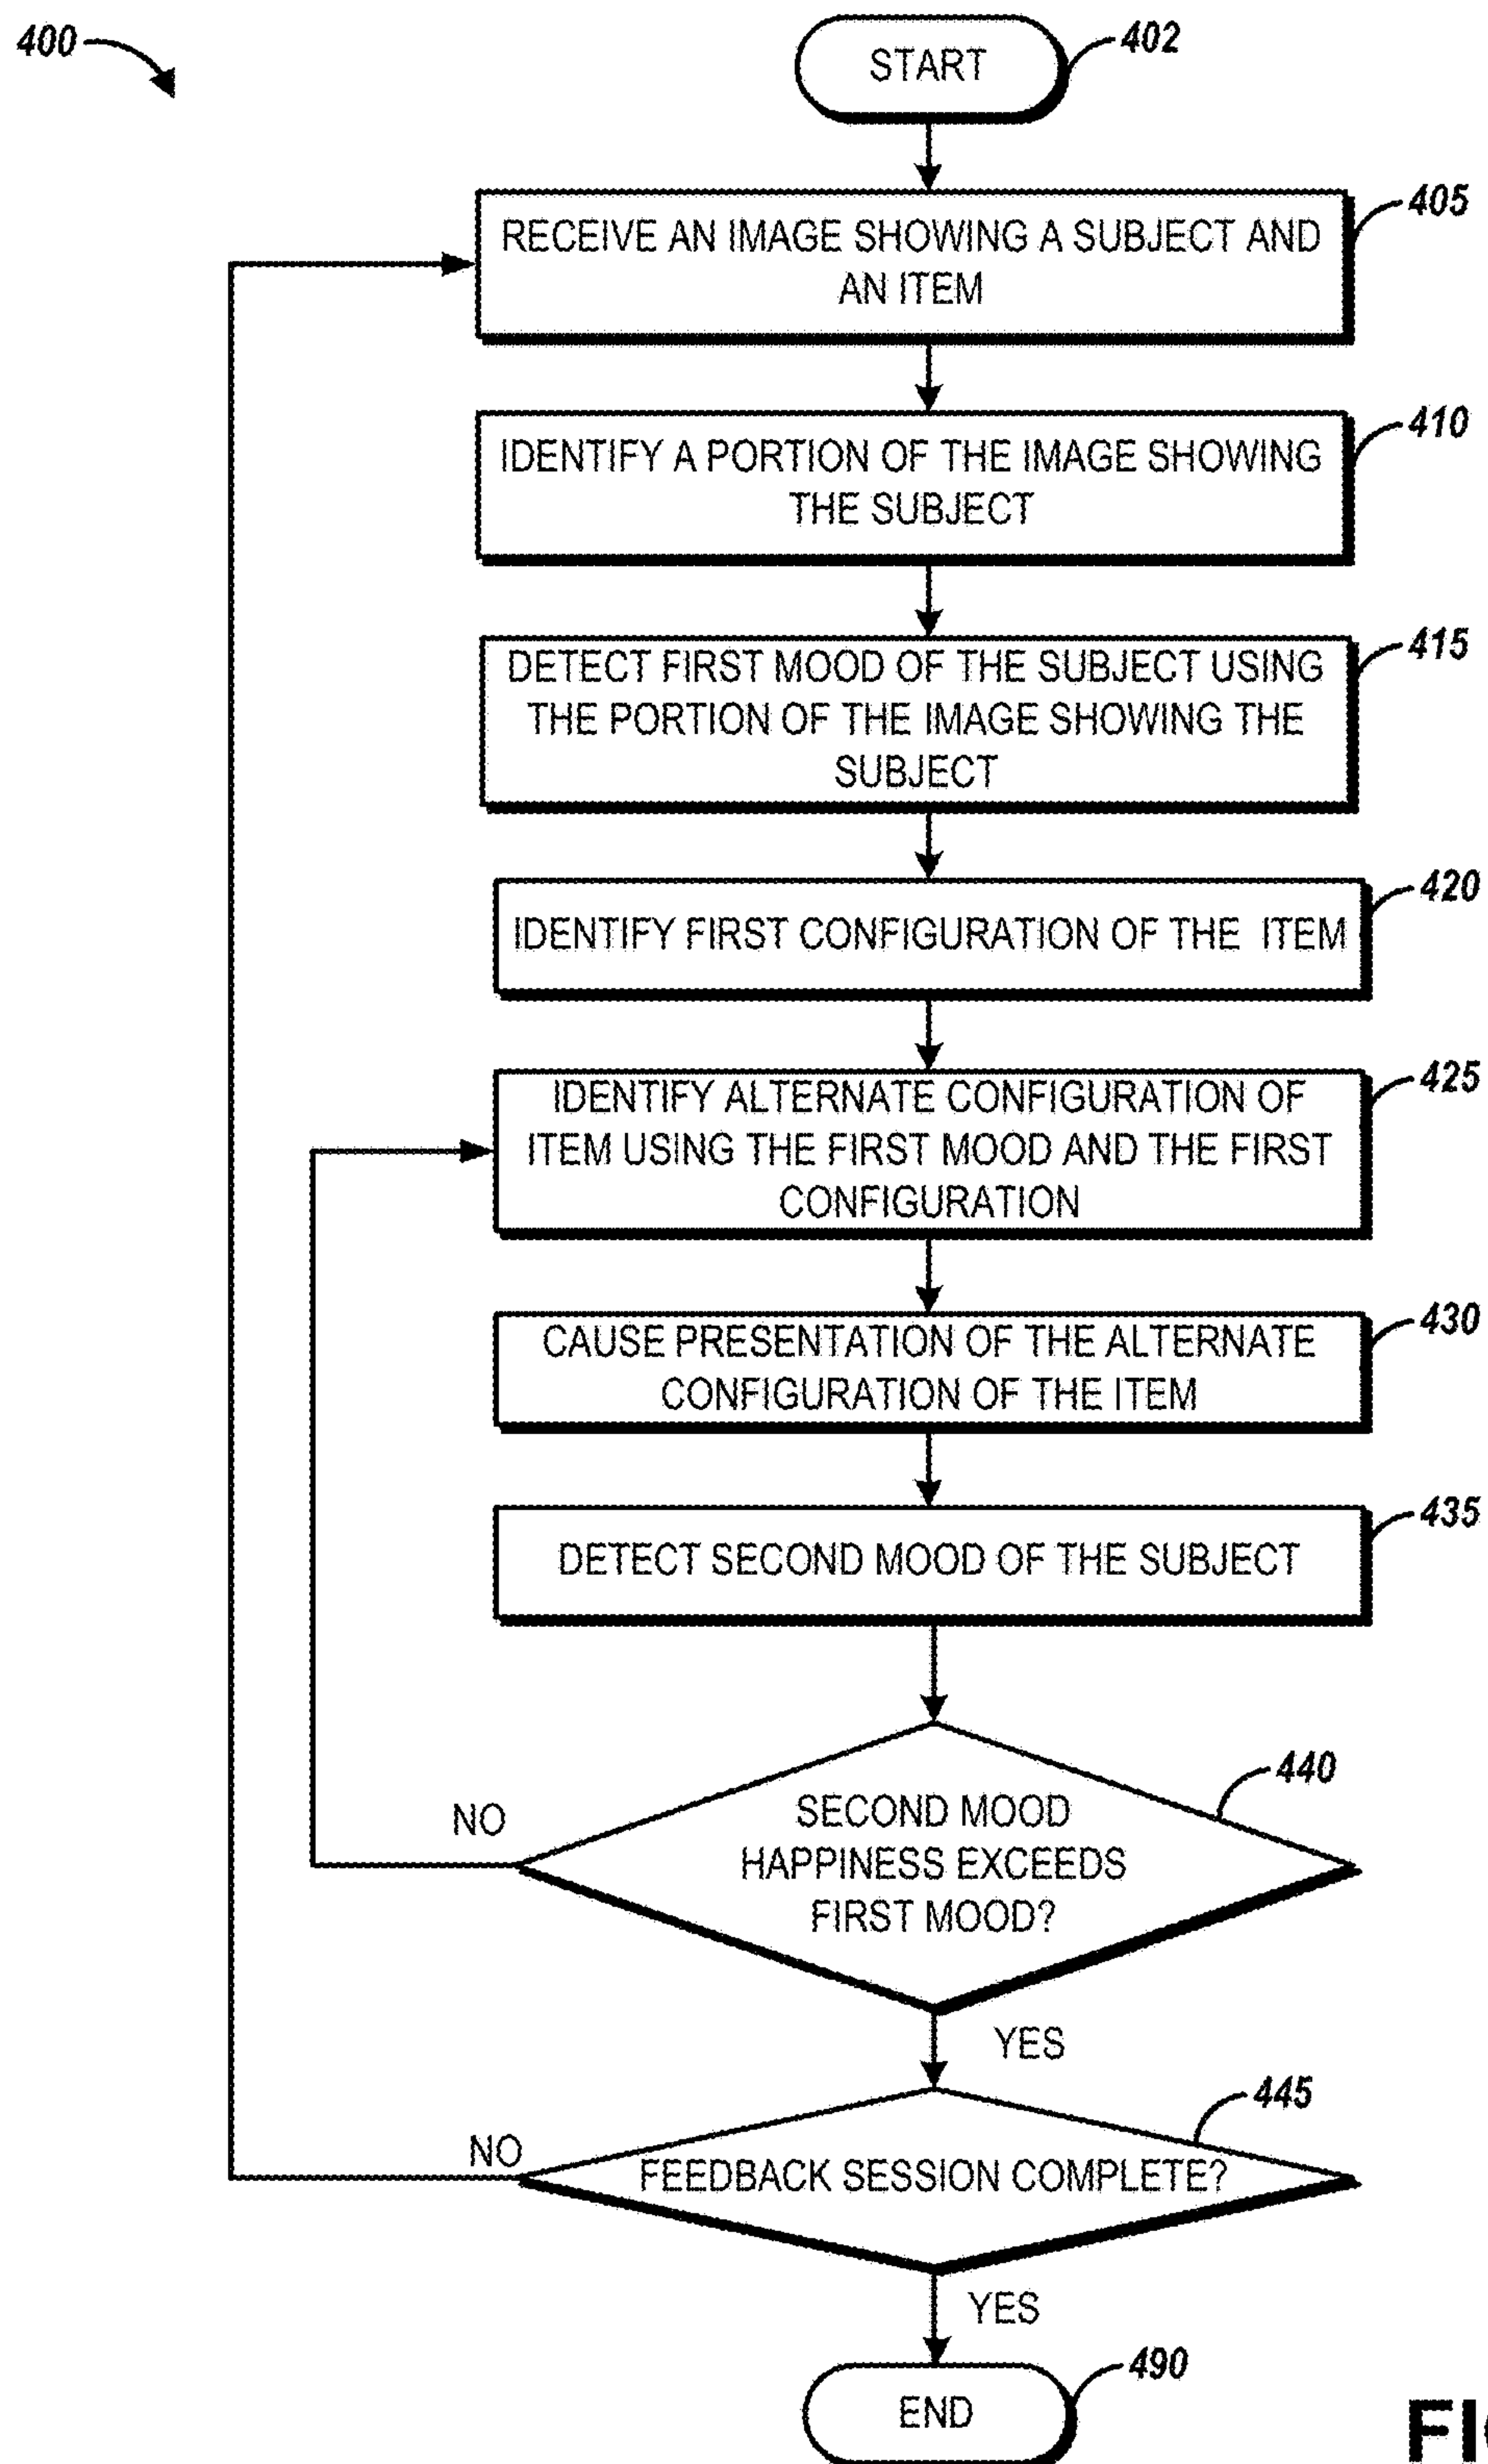 400
START
402
RECEIVE AN IMAGE SHOWING A SUBJECT AND
AN ITEM
405
IDENTIFY A PORTION OF THE IMAGE SHOWING
THE SUBJECT
410
DETECT FIRST MOOD OF THE SUBJECT USING
THE PORTION OF THE IMAGE SHOWING THE
SUBJECT
415
IDENTIFY FIRST CONFIGURATION OF THE ITEM
420
IDENTIFY ALTERNATE CONFIGURATION OF
ITEM USING THE FIRST MOOD AND THE FIRST
CONFIGURATION
425
CAUSE PRESENTATION OF THE ALTERNATE
CONFIGURATION OF THE ITEM
430
DETECT SECOND MOOD OF THE SUBJECT
435
SECOND MOOD
HAPPINESS EXCEEDS
FIRST MOOD?
440
NO
YES
FEEDBACK SESSION COMPLETE?
445
NO
YES
END
490